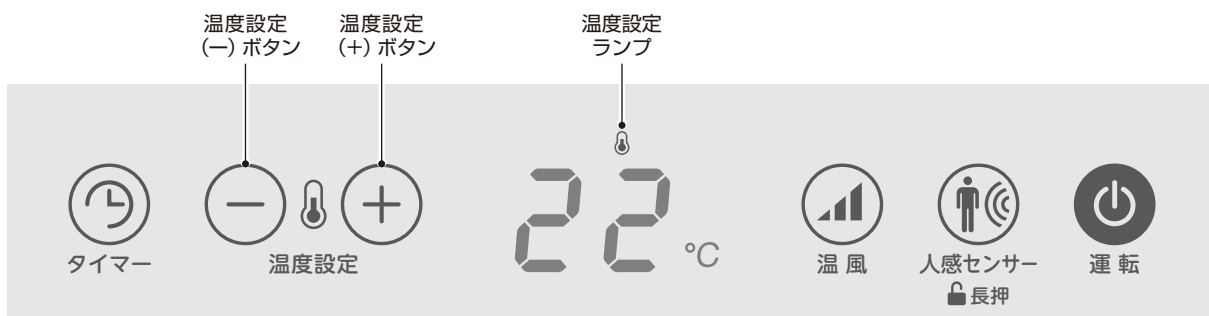 温度設定
(ー) ボタン
温度設定
(+) ボタン
温度設定
ランプ
22
℃
タイマー
温度設定
温 風
人感センサー
長押
運 転